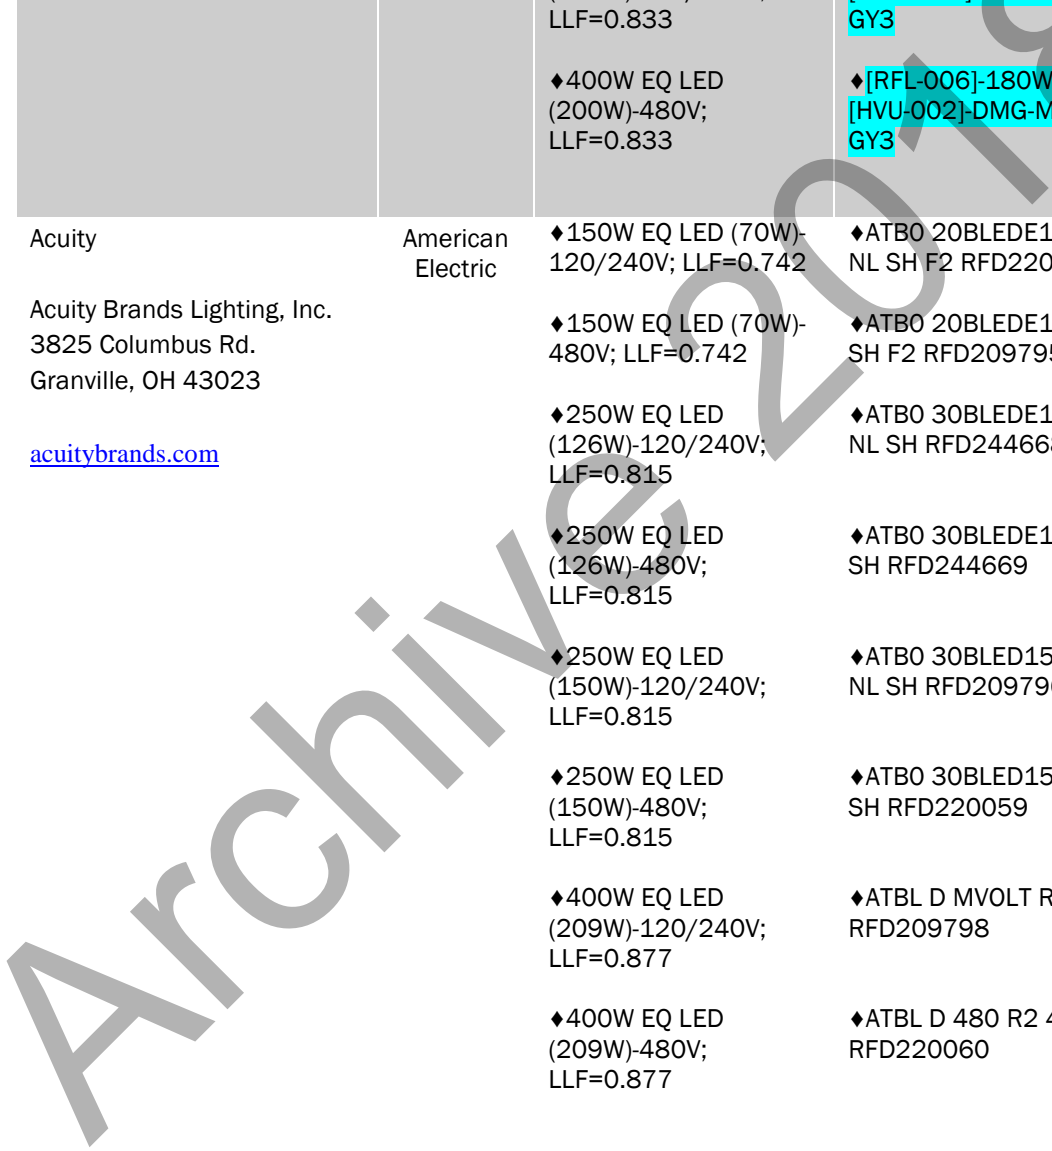 LLF=0.833
GY3
♦400W EQ LED
(200W)-480V;
LLF=0.833
♦[RFL-006]-180W
[HVU-002]-DMG-M
GY3
Acuity
Acuity Brands Lighting, Inc.
3825 Columbus Rd.
Granville, OH 43023
acuitybrands.com
American
Electric
♦150W EQ LED (70W)-
120/240V; LLF=0.742
♦ATB0 20BLEDE1
NL SH F2 RFD220
♦150W EQ LED (70W)-
480V; LLF=0.742
♦ATB0 20BLEDE1
SH F2 RFD209795
♦250W EQ LED
(126W)-120/240V;
LLF=0.815
♦ATB0 30BLEDE1
NL SH RFD244668
♦250W EQ LED
(126W)-480V;
LLF=0.815
♦ATB0 30BLEDE1
SH RFD244669
♦250W EQ LED
(150W)-120/240V;
LLF=0.815
♦ATB0 30BLED15
NL SH RFD209796
♦250W EQ LED
(150W)-480V;
LLF=0.815
♦ATB0 30BLED15
SH RFD220059
♦400W EQ LED
(209W)-120/240V;
LLF=0.877
♦ATBL D MVOLT R
RFD209798
♦400W EQ LED
(209W)-480V;
LLF=0.877
♦ATBL D 480 R2 4
RFD220060
Archive 2018